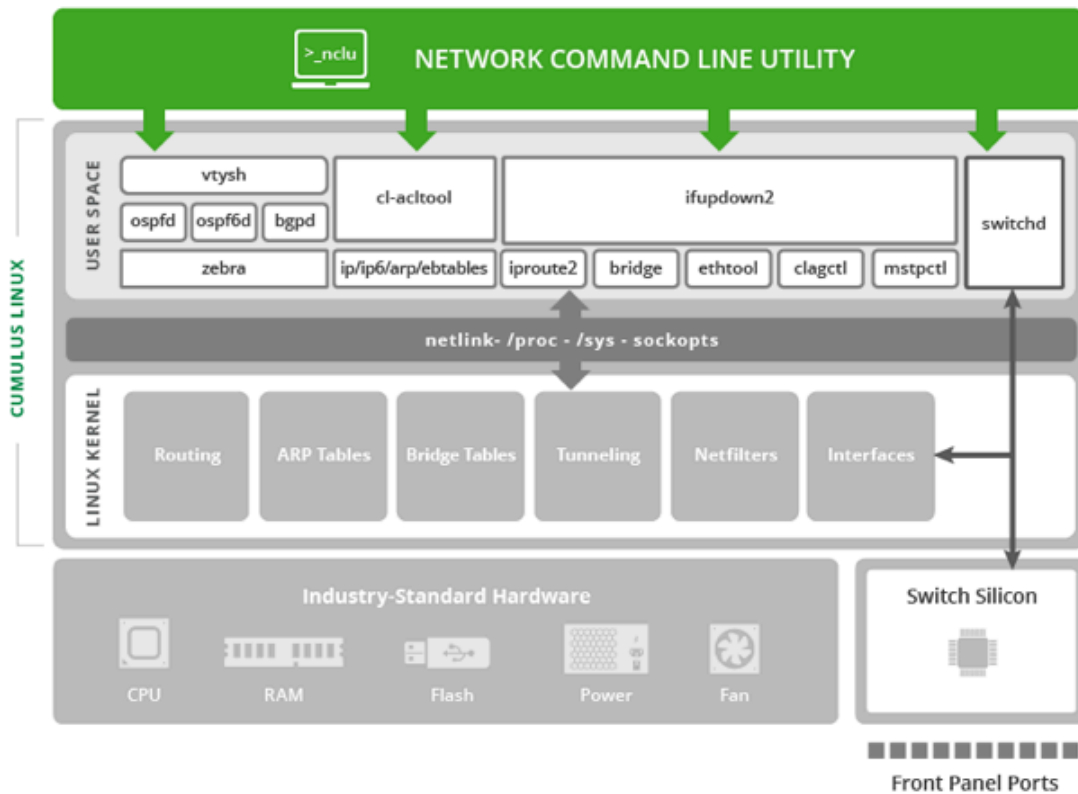 >_nclu
NETWORK COMMAND LINE UTILITY
CUMULUS LINUX
USER SPACE
vtysh
cl-acltool
ifupdown2
switchd
ospfd
ospf6d
bgpd
zebra
ip/ip6/arp/ebtables
iproute2
bridge
ethtool
clagctl
mstpctl
netlink- /proc - /sys - sockopts
LINUX KERNEL
Routing
ARP Tables
Bridge Tables
Tunneling
Netfilters
Interfaces
Industry-Standard Hardware
CPU
RAM
Flash
Power
Fan
Switch Silicon
Front Panel Ports